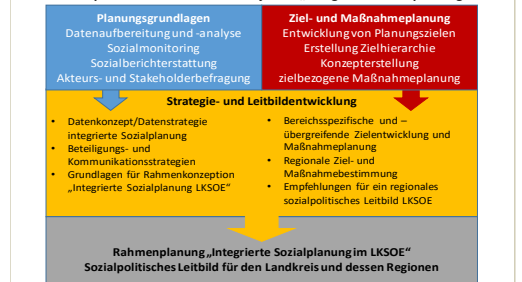 Planungsgrundlagen
Datenaufbereitung und -analyse
Sozialmonitoring
Sozialberichterstattung
Akteurs- und Stakeholderbefragung
Ziel- und Maßnahmeplanung
Entwicklung von Planungszielen
Erstellung Zielhierarchie
Konzepterstellung
zielbezogene Maßnahmeplanung
Strategie- und Leitbildentwicklung
• Datenkonzept/Datenstrategie
integrierte Sozialplanung
• Beteiligungs- und
Kommunikationsstrategien
• Grundlagen für Rahmenkonzeption
„Integrierte Sozialplanung LKSOE“
• Bereichsspezifische und –
übergreifende Zielentwicklung und
Maßnahmeplanung
• Regionale Ziel- und
Maßnahmebestimmung
• Empfehlungen für ein regionales
sozialpolitisches Leitbild LKSOE
Rahmenplanung „Integrierte Sozialplanung im LKSOE“
Sozialpolitisches Leitbild für den Landkreis und dessen Regionen